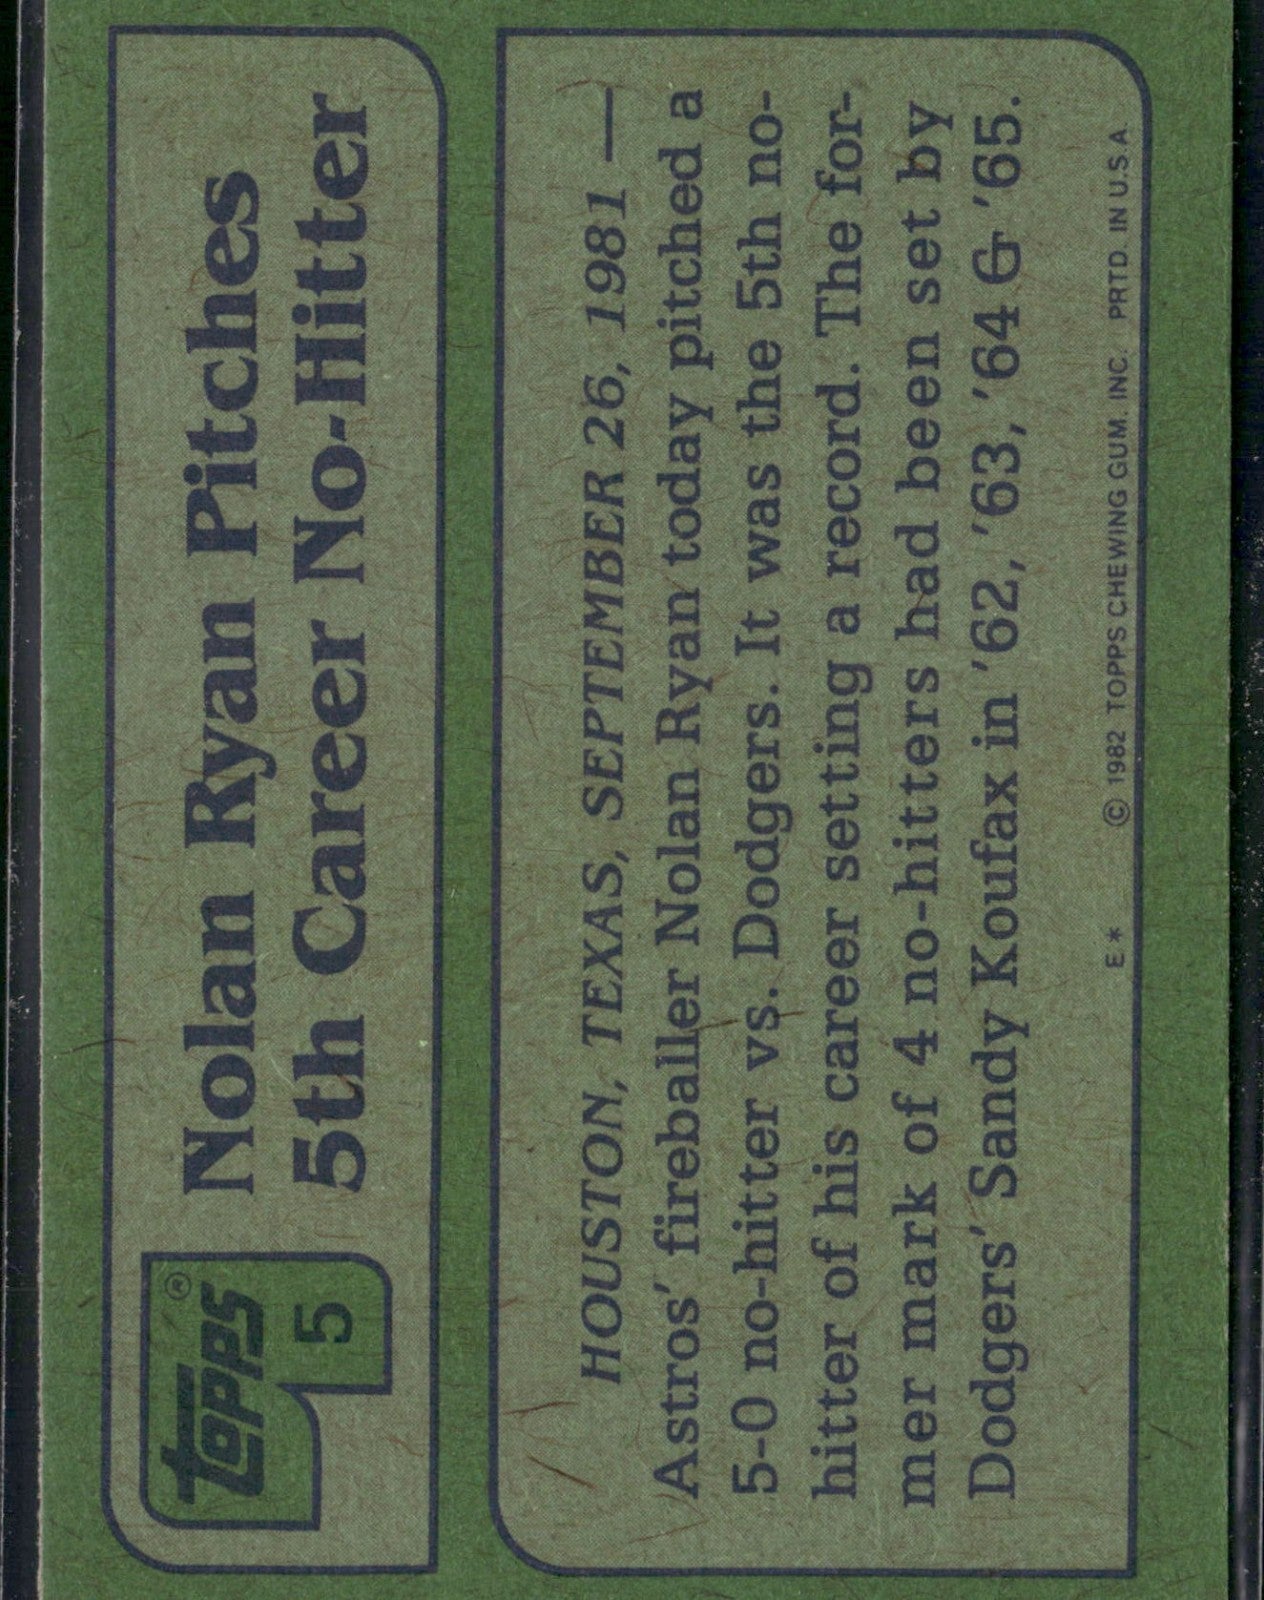 Topps®
5
Nolan Ryan Pitches
5th Career No-Hitter
HOUSTON, TEXAS, SEPTEMBER 26, 1981 —
Astros' fireballer Nolan Ryan today pitched a
5-0 no-hitter vs. Dodgers. It was the 5th no-
hitter of his career setting a record. The for-
mer mark of 4 no-hitters had been set by
Dodgers' Sandy Koufax in '62, '63, '64 & '65.
E* © 1982 TOPPS CHEWING GUM, INC. PRTD. IN U.S.A.